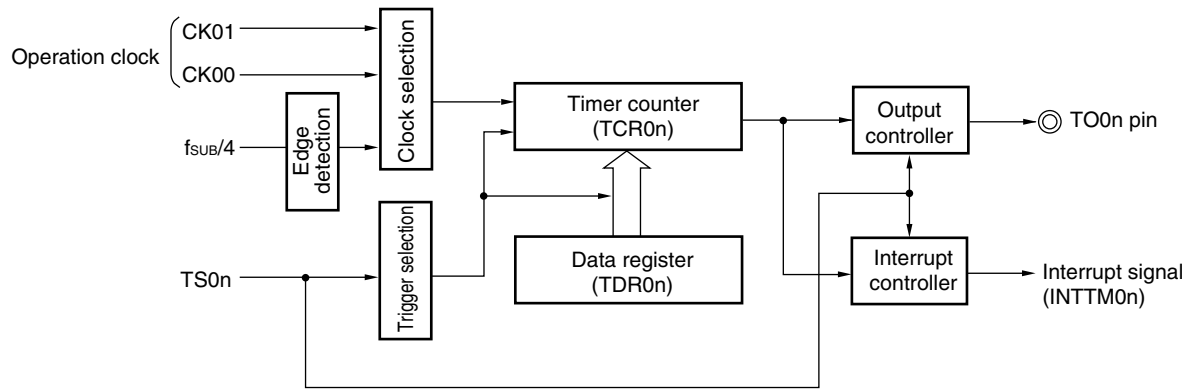 Operation clock
CK01
CK00
fSUB/4
Edge
detection
Clock selection
TS0n
Trigger selection
Timer counter
(TCR0n)
Data register
(TDR0n)
Output
controller
TO0n pin
Interrupt
controller
Interrupt signal
(INTTM0n)